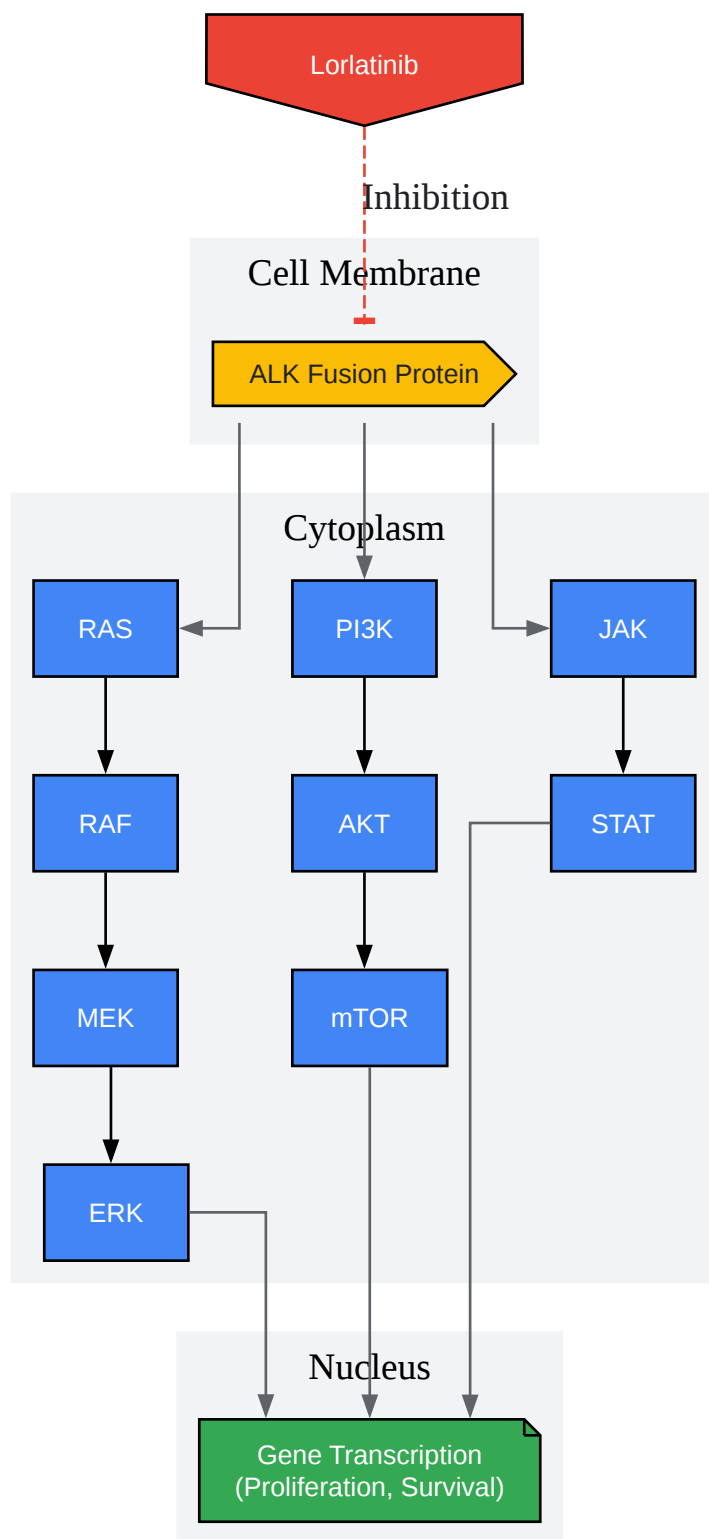 Lorlatinib
Inhibition
Cell Membrane
ALK Fusion Protein
Cytoplasm
RAS
PI3K
JAK
RAF
AKT
STAT
MEK
mTOR
ERK
Nucleus
Gene Transcription
(Proliferation, Survival)